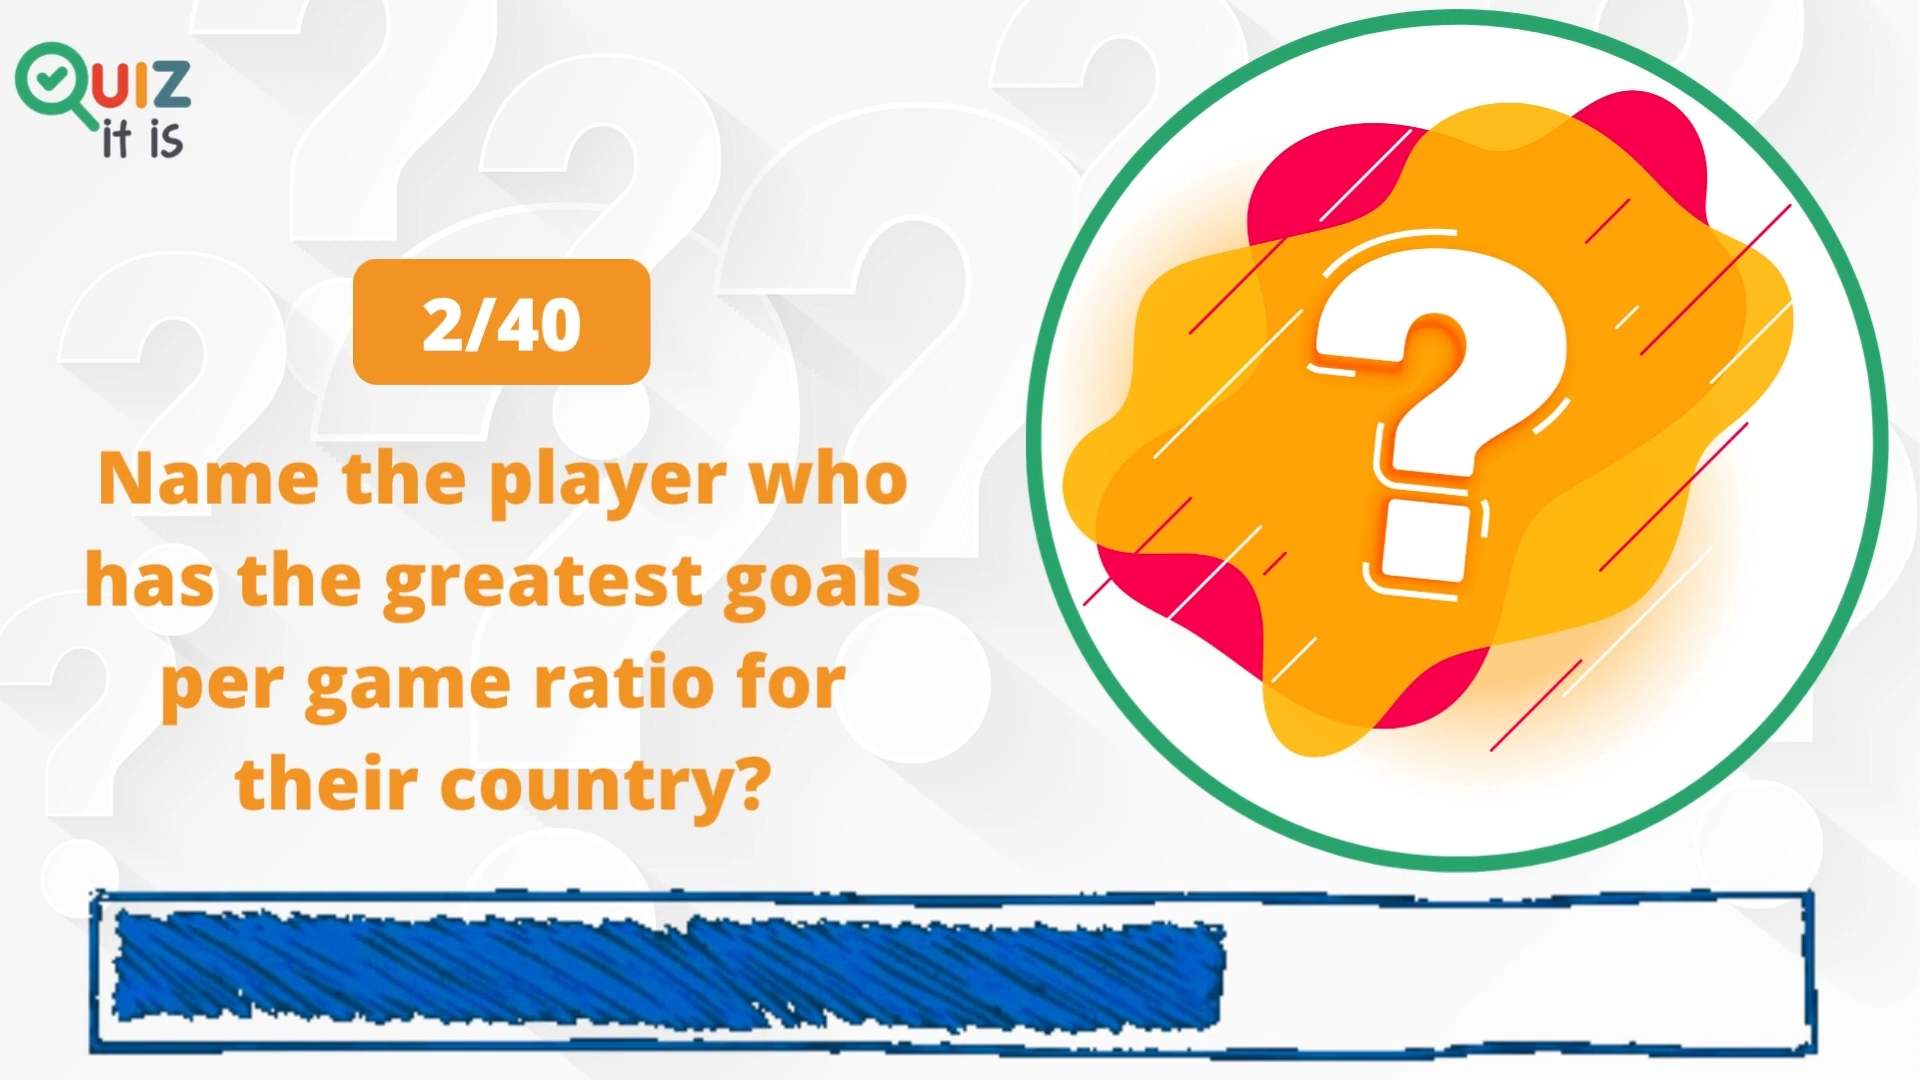 QUIZ
it is
2/40
Name the player who
has the greatest goals
per game ratio for
their country?